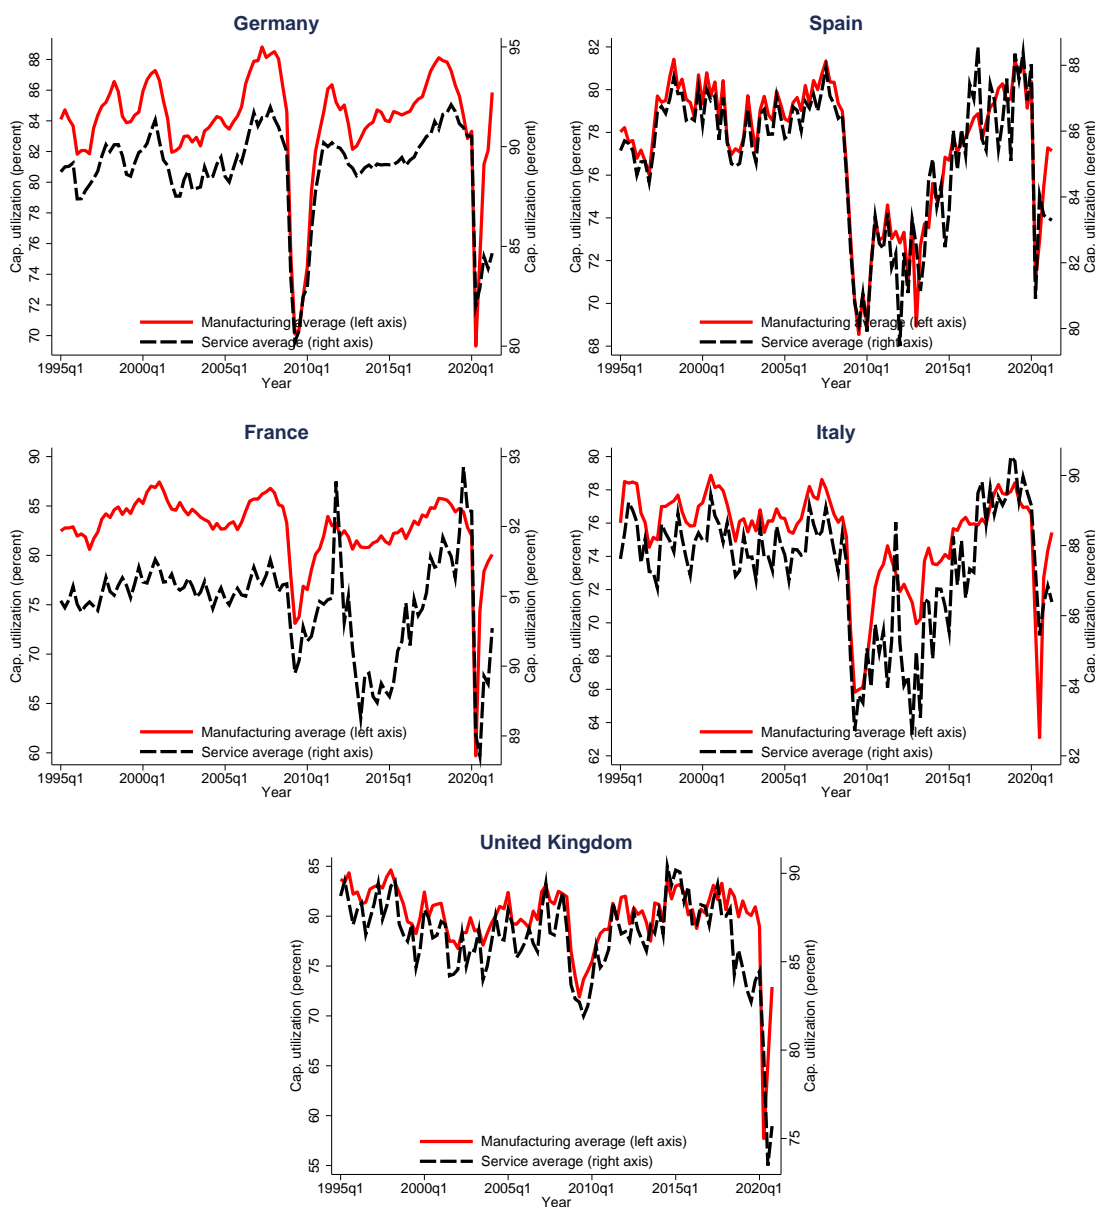 Germany
Cap. utilization (percent)
88
86
84
82
80
78
76
74
72
70
95
90
85
80
Cap. utilization (percent)
Manufacturing average (left axis)
Service average (right axis)
1995q1 2000q1 2005q1 2010q1 2015q1 2020q1
Year
Spain
Cap. utilization (percent)
82
80
78
76
74
72
70
68
88
86
84
82
80
Cap. utilization (percent)
Manufacturing average (left axis)
Service average (right axis)
1995q1 2000q1 2005q1 2010q1 2015q1 2020q1
Year
France
Cap. utilization (percent)
90
85
80
75
70
65
60
93
92
91
90
89
Cap. utilization (percent)
Manufacturing average (left axis)
Service average (right axis)
1995q1 2000q1 2005q1 2010q1 2015q1 2020q1
Year
Italy
Cap. utilization (percent)
80
78
76
74
72
70
68
66
64
62
90
88
86
84
82
Cap. utilization (percent)
Manufacturing average (left axis)
Service average (right axis)
1995q1 2000q1 2005q1 2010q1 2015q1 2020q1
Year
United Kingdom
Cap. utilization (percent)
85
80
75
70
65
60
55
90
85
80
75
Cap. utilization (percent)
Manufacturing average (left axis)
Service average (right axis)
1995q1 2000q1 2005q1 2010q1 2015q1 2020q1
Year